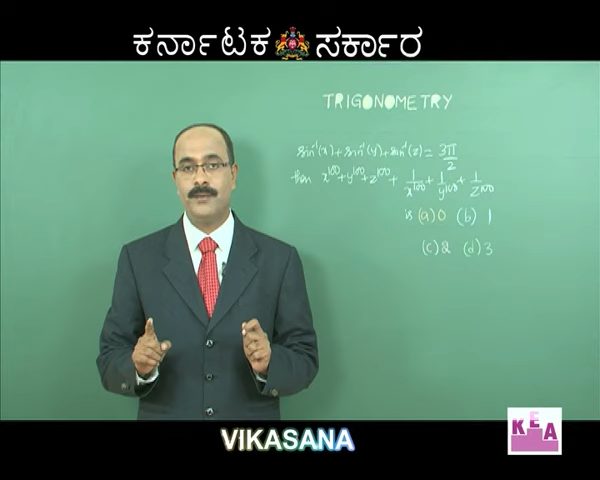 ಕರ್ನಾಟಕ ಸರ್ಕಾರ
TRIGONOMETRY
sin⁻¹(x)+sin⁻¹(y)+sin⁻¹(z) = 3π/2
then x¹⁰⁰+y¹⁰⁰+z¹⁰⁰ + 1/x¹⁰⁰ + 1/y¹⁰⁰ + 1/z¹⁰⁰
is (a) 0 (b) 1
(c) 2 (d) 3
VIKASANA
KEA